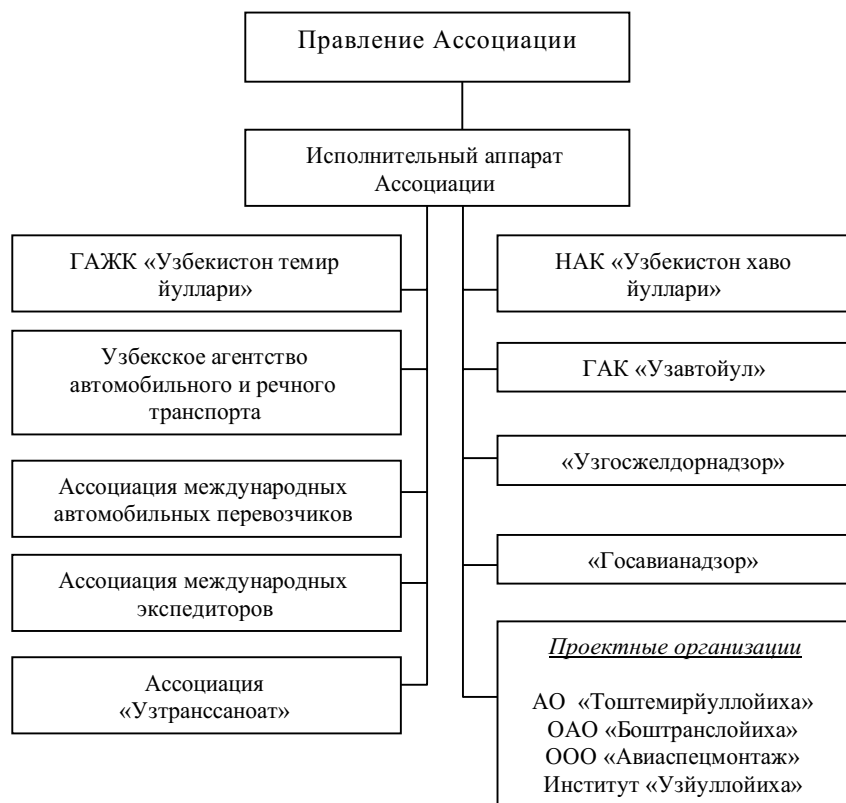 Правление Ассоциации
Исполнительный аппарат
Ассоциации
ГАЖК «Узбекистон темир
йуллари»
Узбекское агентство
автомобильного и речного
транспорта
Ассоциация международных
автомобильных перевозчиков
Ассоциация международных
экспедиторов
Ассоциация
«Узтранссаноат»
НАК «Узбекистон хаво
йуллари»
ГАК «Узавтойул»
«Узгосжелдорнадзор»
«Госавианадзор»
Проектные организации
АО «Тоштемирйуллойиха»
ОАО «Боштранслойиха»
ООО «Авиаспецмонтаж»
Институт «Узйуллойиха»